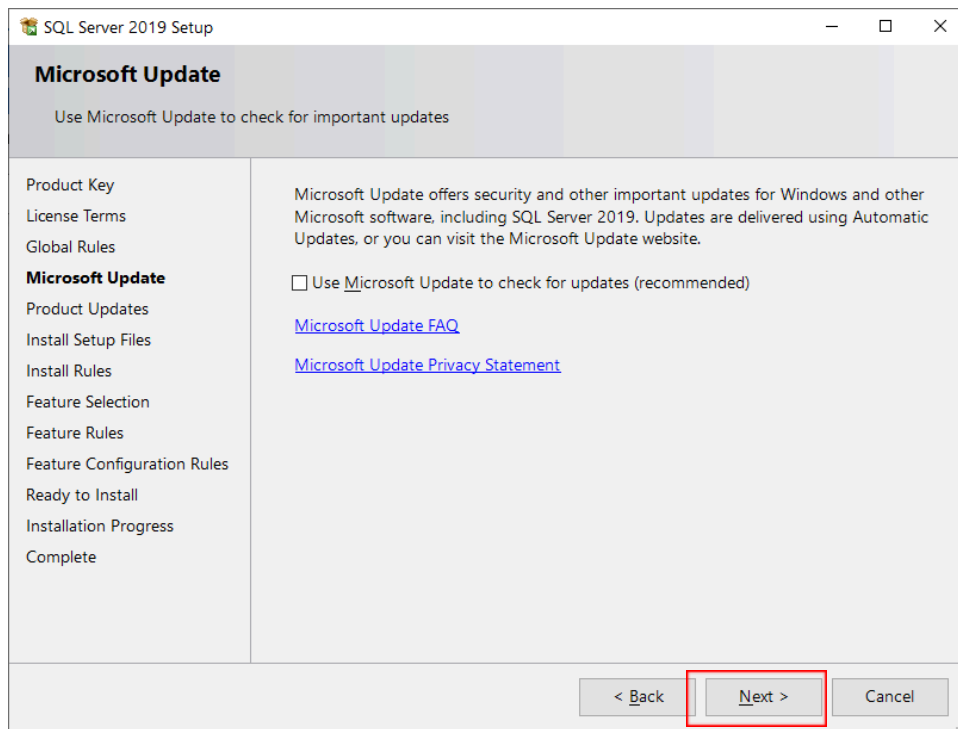 SQL Server 2019 Setup
Microsoft Update
Use Microsoft Update to check for important updates
Product Key
License Terms
Global Rules
Microsoft Update
Product Updates
Install Setup Files
Install Rules
Feature Selection
Feature Rules
Feature Configuration Rules
Ready to Install
Installation Progress
Complete
Microsoft Update offers security and other important updates for Windows and other
Microsoft software, including SQL Server 2019. Updates are delivered using Automatic
Updates, or you can visit the Microsoft Update website.
Use Microsoft Update to check for updates (recommended)
Microsoft Update FAQ
Microsoft Update Privacy Statement
< Back
Next >
Cancel